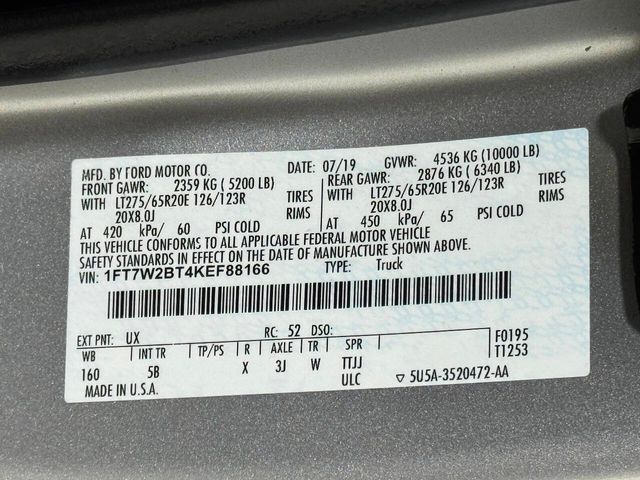 MFD. BY FORD MOTOR CO. DATE: 07/19 GVWR: 4536 KG (10000 LB)
FRONT GAWR: 2359 KG (5200 LB) REAR GAWR: 2876 KG (6340 LB)
WITH LT275/65R20E 126/123R TIRES WITH LT275/65R20E 126/123R TIRES
20X8.0J RIMS 20X8.0J RIMS
AT 420 kPa/ 60 PSI COLD AT 450 kPa/ 65 PSI COLD
THIS VEHICLE CONFORMS TO ALL APPLICABLE FEDERAL MOTOR VEHICLE
SAFETY STANDARDS IN EFFECT ON THE DATE OF MANUFACTURE SHOWN ABOVE.
VIN: 1FT7W2BT4KEF88166 TYPE: Truck
EXT PNT: UX RC: 52 DSO: F0195
WB INT TR TP/PS R AXLE TR SPR T1253
160 5B X 3J W TTJJ
MADE IN U.S.A. ULC ▽ 5U5A-3520472-AA